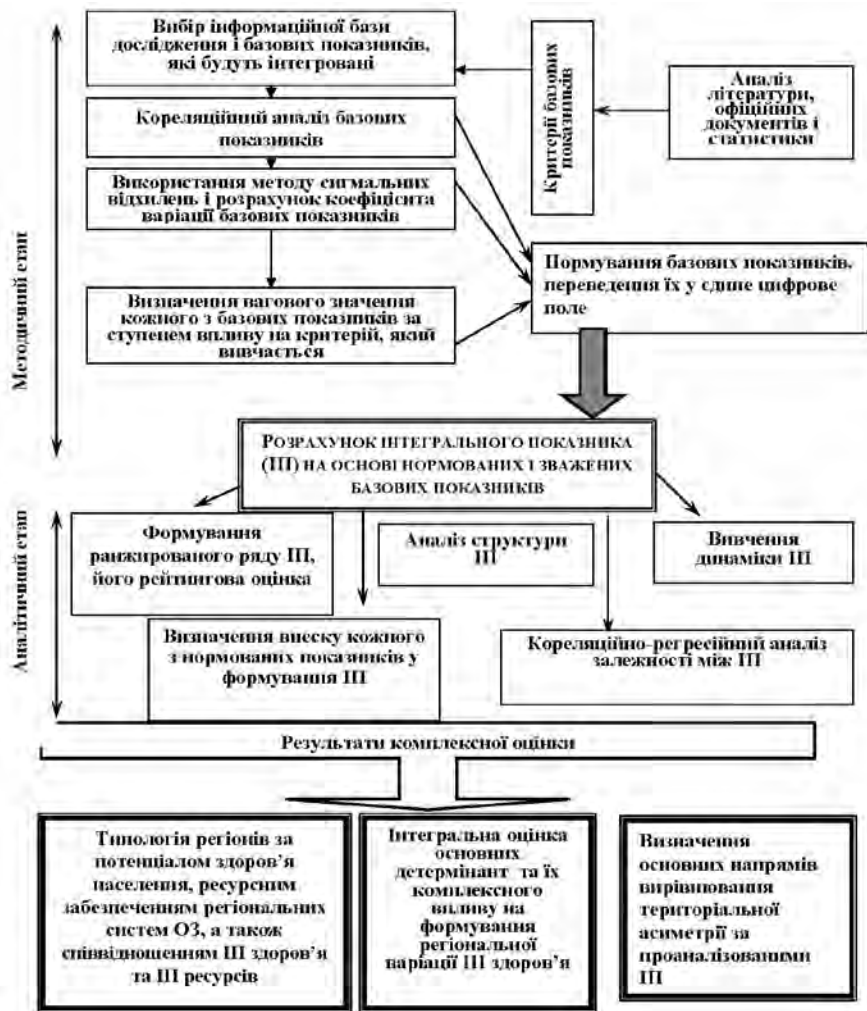 Вибір інформаційної бази
дослідження і базових показників,
які будуть інтегровані
Кореляційний аналіз базових
показників
Використання методу сигмальних
відхилень і розрахунок коефіцієнта
варіації базових показників
Визначення вагового значення
кожного з базових показників за
ступенем впливу на критерій, який
вивчається
Критерії базових
показників
Аналіз
літератури,
офіційних
документів і
статистики
Нормування базових показників,
переведення їх у єдине цифрове
поле
Методичний етап
РОЗРАХУНОК ІНТЕГРАЛЬНОГО ПОКАЗНИКА
(ІП) НА ОСНОВІ НОРМОВАНИХ І ЗВАЖЕНИХ
БАЗОВИХ ПОКАЗНИКІВ
Аналітичний етап
Формування
ранжированого ряду ІП,
його рейтингова оцінка
Аналіз структури
ІП
Вивчення
динаміки ІП
Визначення внеску кожного
з нормованих показників у
формування ІП
Кореляційно-регресійний аналіз
залежності між ІП
Результати комплексної оцінки
Типологія регіонів за
потенціалом здоров’я
населення, ресурсним
забезпеченням регіональних
систем ОЗ, а також
співвідношенням ІП здоров’я
та ІП ресурсів
Інтегральна оцінка
основних
детермінант та їх
комплексного
впливу на
формування
регіональної
варіації ІП здоров’я
Визначення
основних напрямів
вирівнювання
територіальної
асиметрії за
проаналізованими
ІП